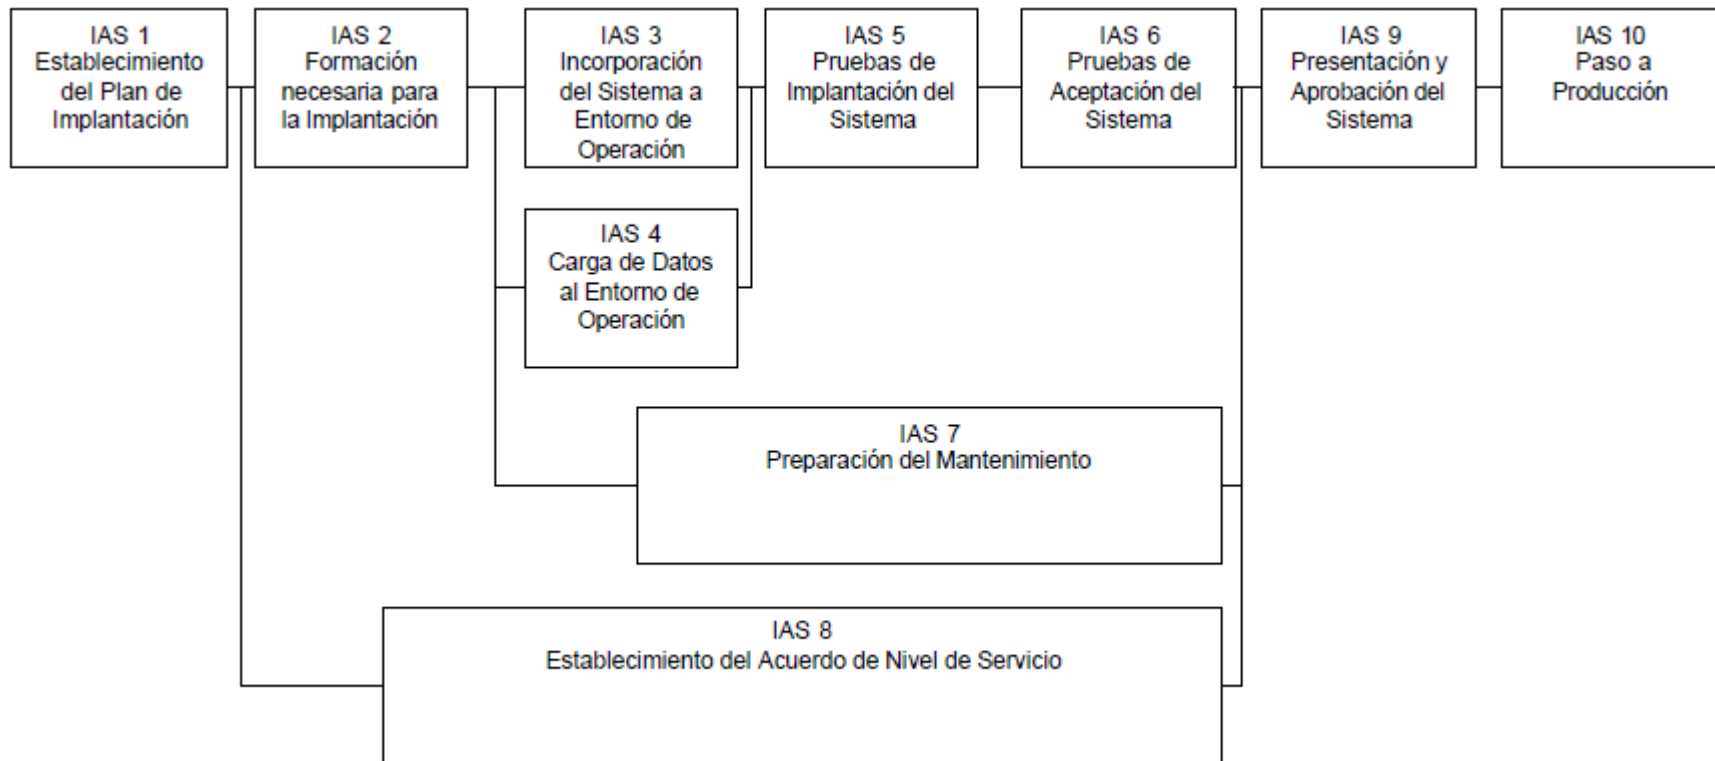 IAS 1
Establecimiento
del Plan de
Implantación
IAS 2
Formación
necesaria para
la Implantación
IAS 3
Incorporación
del Sistema a
Entorno de
Operación
IAS 5
Pruebas de
Implantación del
Sistema
IAS 6
Pruebas de
Aceptación del
Sistema
IAS 9
Presentación y
Aprobación del
Sistema
IAS 10
Paso a
Producción
IAS 4
Carga de Datos
al Entorno de
Operación
IAS 7
Preparación del Mantenimiento
IAS 8
Establecimiento del Acuerdo de Nivel de Servicio